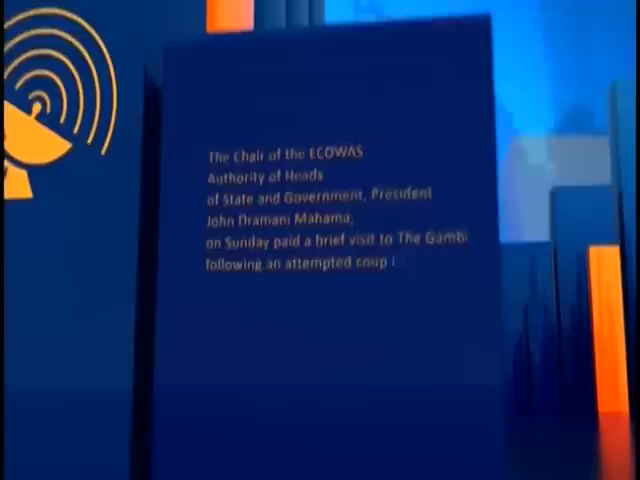 The Chair of the ECOWAS
Authority of Heads
of State and Government, President
John Dramani Mahama,
on Sunday paid a brief visit to The Gambi
following an attempted coup i